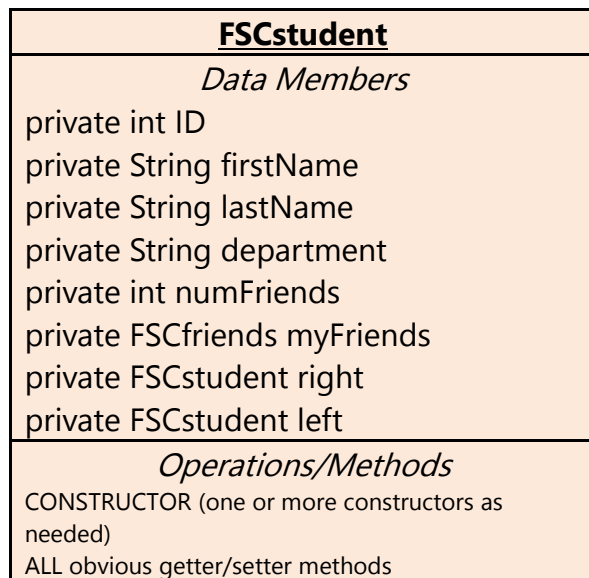 FSCstudent
Data Members
private int ID
private String firstName
private String lastName
private String department
private int numFriends
private FSCfriends myFriends
private FSCstudent right
private FSCstudent left
Operations/Methods
CONSTRUCTOR (one or more constructors as
needed)
ALL obvious getter/setter methods